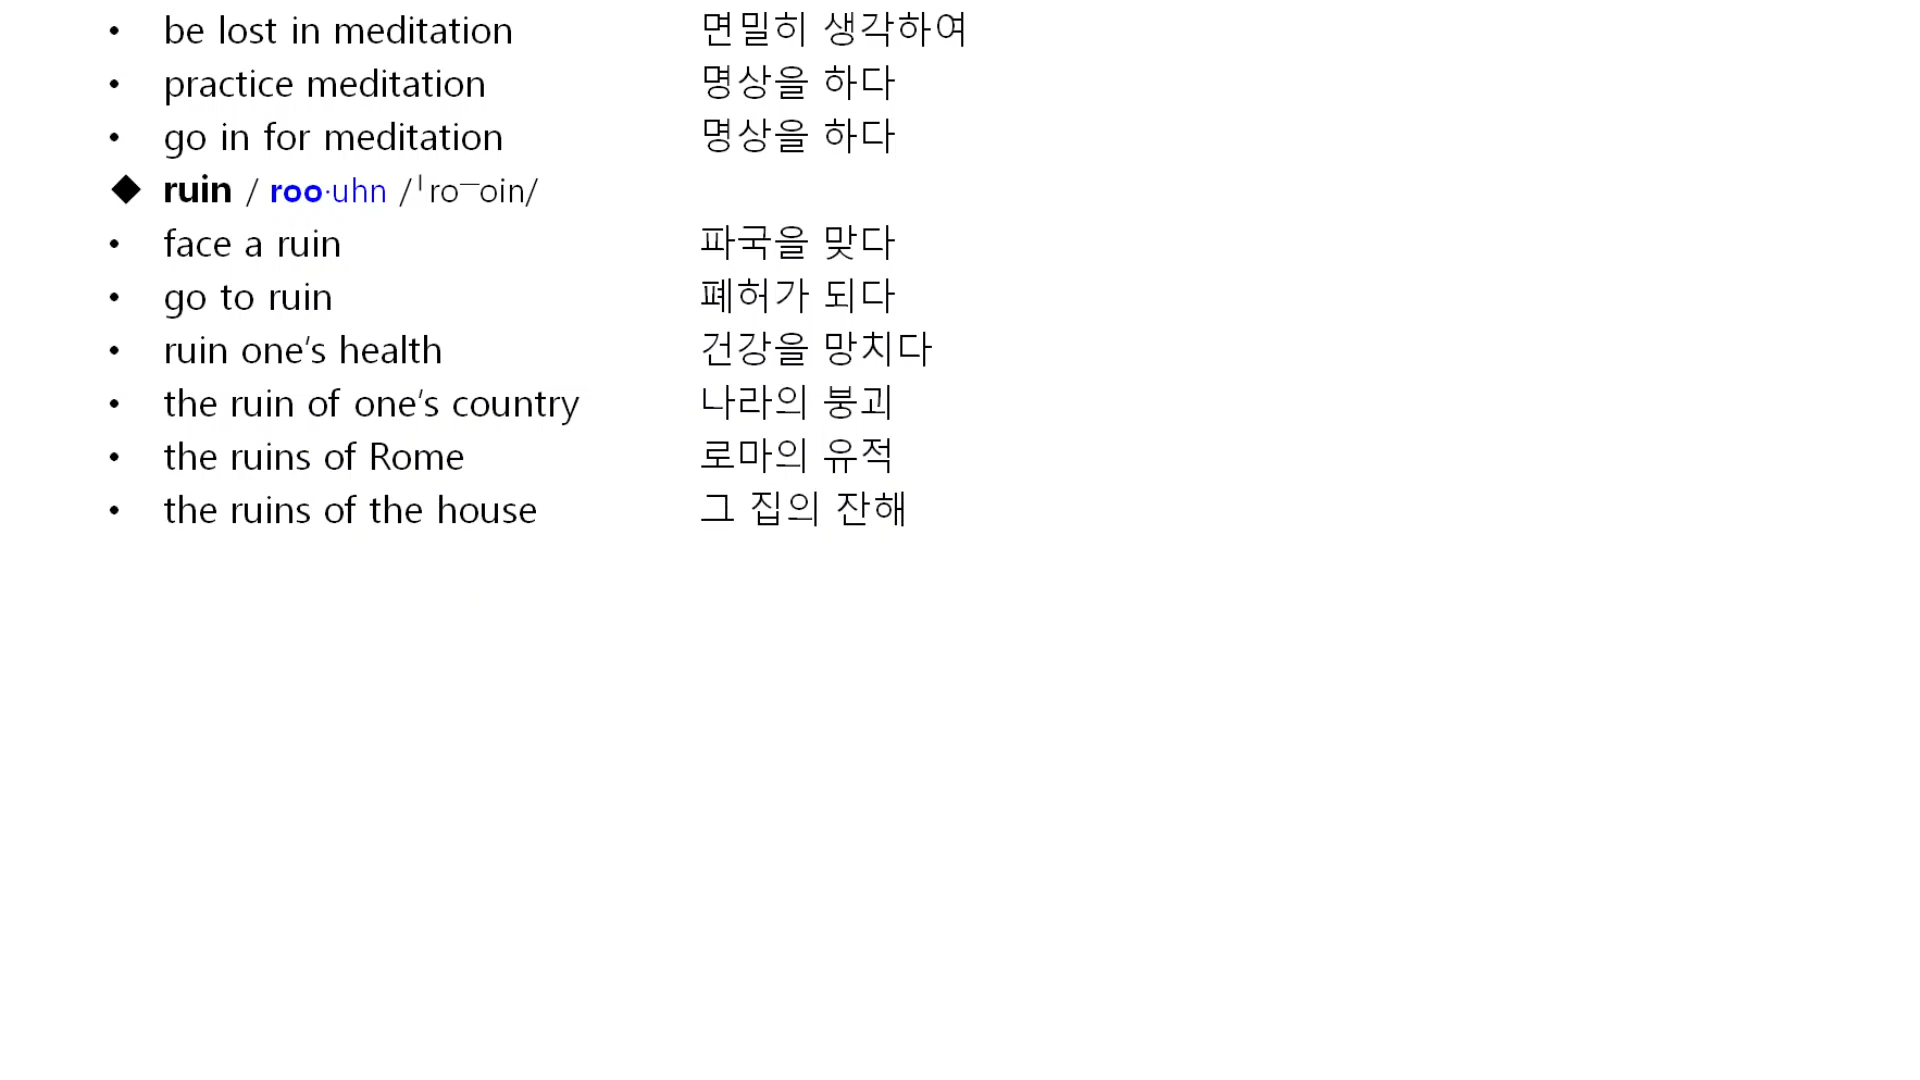 • be lost in meditation 면밀히 생각하여
• practice meditation 명상을 하다
• go in for meditation 명상을 하다
◆ ruin / roo·uhn /ˈro¯oin/
• face a ruin 파국을 맞다
• go to ruin 폐허가 되다
• ruin one's health 건강을 망치다
• the ruin of one's country 나라의 붕괴
• the ruins of Rome 로마의 유적
• the ruins of the house 그 집의 잔해